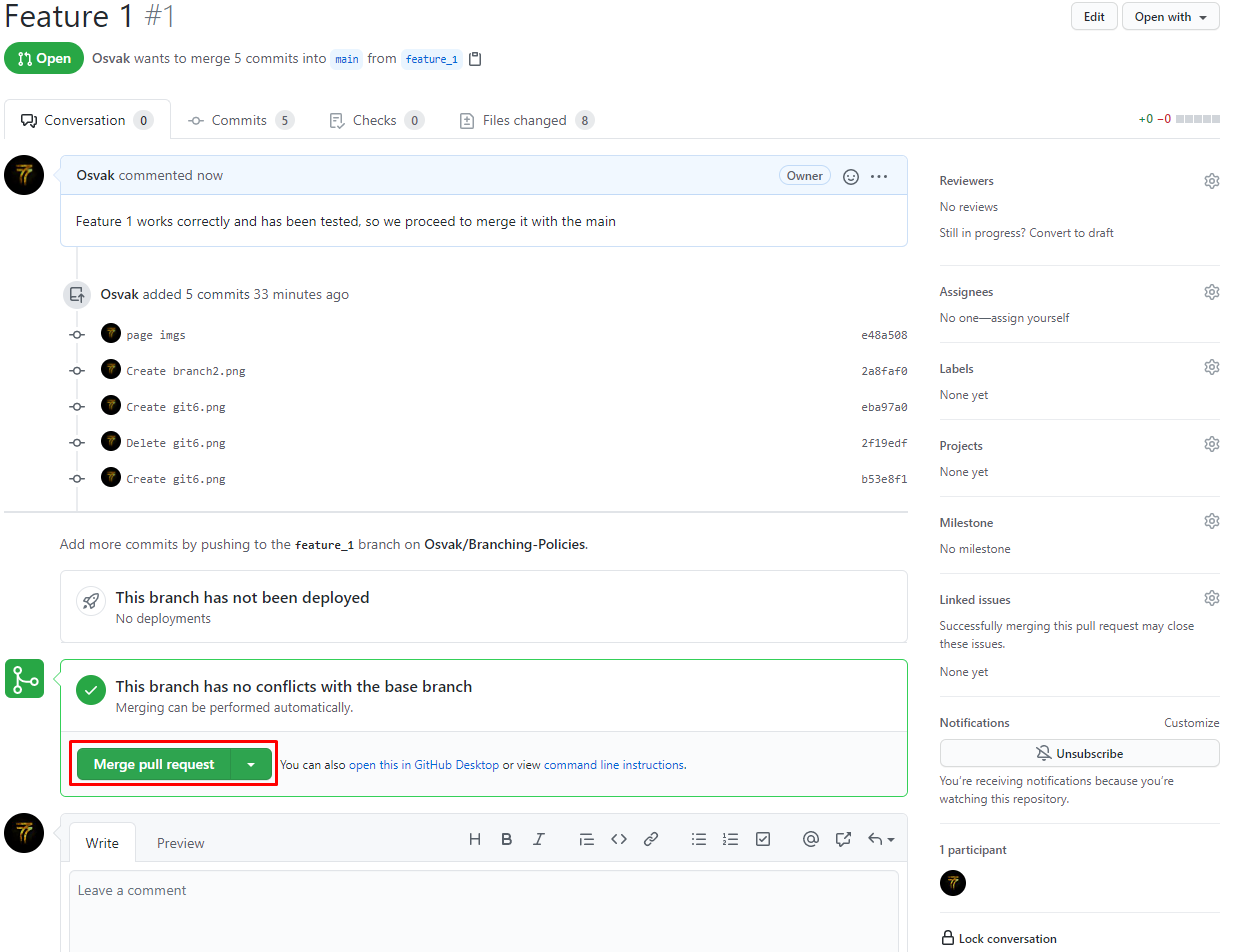 Feature 1 #1
Edit
Open with
Open
Osvak wants to merge 5 commits into main from feature_1
Conversation 0
Commits 5
Checks 0
Files changed 8
+0 −0
Osvak commented now
Owner
Feature 1 works correctly and has been tested, so we proceed to merge it with the main
Osvak added 5 commits 33 minutes ago
page imgs e48a508
Create branch2.png 2a8faf0
Create git6.png eba97a0
Delete git6.png 2f19edf
Create git6.png b53e8f1
Add more commits by pushing to the feature_1 branch on Osvak/Branching-Policies.
This branch has not been deployed
No deployments
This branch has no conflicts with the base branch
Merging can be performed automatically.
Merge pull request
You can also open this in GitHub Desktop or view command line instructions.
Write
Preview
Leave a comment
Reviewers
No reviews
Still in progress? Convert to draft
Assignees
No one—assign yourself
Labels
None yet
Projects
None yet
Milestone
No milestone
Linked issues
Successfully merging this pull request may close
these issues.
None yet
Notifications
Customize
Unsubscribe
You're receiving notifications because you're
watching this repository.
1 participant
Lock conversation